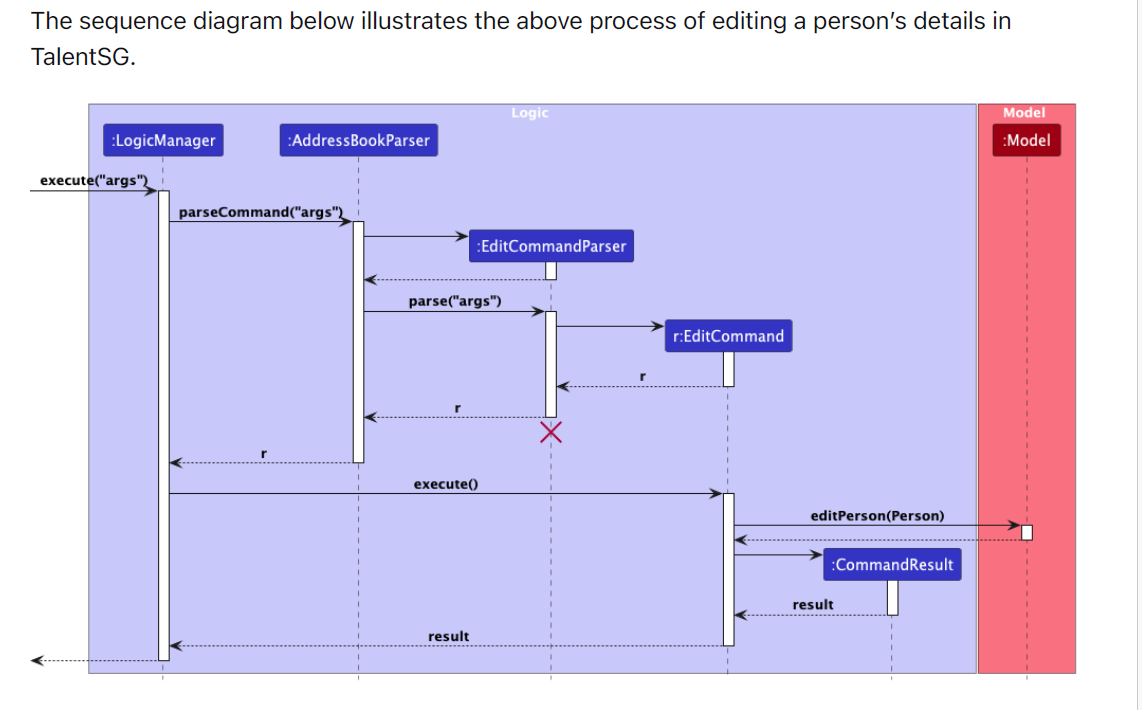 The sequence diagram below illustrates the above process of editing a person's details in
TalentSG.
Logic
Model
:LogicManager
:AddressBookParser
:Model
execute("args")
parseCommand("args")
:EditCommandParser
parse("args")
r:EditCommand
r
r
r
execute()
editPerson(Person)
:CommandResult
result
result